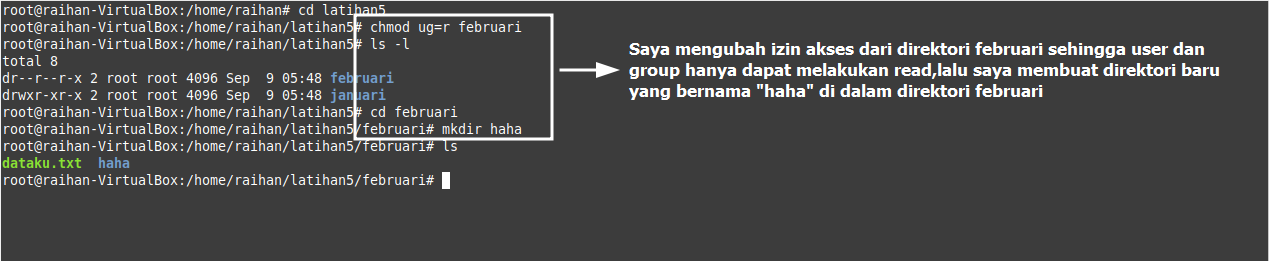 root@raihan-VirtualBox:/home/raihan# cd latihan5
root@raihan-VirtualBox:/home/raihan/latihan5# chmod ug=r februari
root@raihan-VirtualBox:/home/raihan/latihan5# ls -l
total 8
dr--r--r-x 2 root root 4096 Sep  9 05:48 februari
drwxr-xr-x 2 root root 4096 Sep  9 05:48 januari
root@raihan-VirtualBox:/home/raihan/latihan5# cd februari
root@raihan-VirtualBox:/home/raihan/latihan5/februari# mkdir haha
root@raihan-VirtualBox:/home/raihan/latihan5/februari# ls
dataku.txt  haha
root@raihan-VirtualBox:/home/raihan/latihan5/februari#
Saya mengubah izin akses dari direktori februari sehingga user dan
group hanya dapat melakukan read,lalu saya membuat direktori baru
yang bernama "haha" di dalam direktori februari